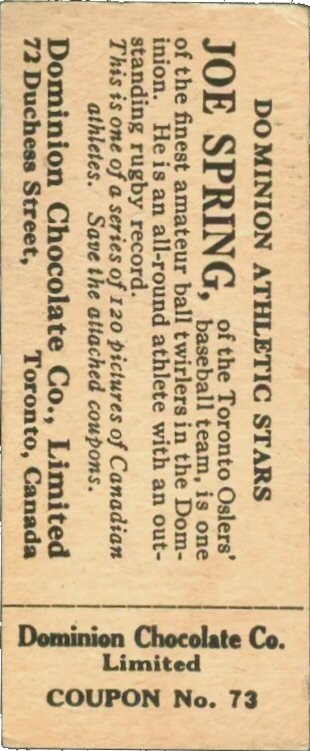 DOMINION ATHLETIC STARS
JOE SPRING, of the Toronto Oslers'
baseball team, is one
of the finest amateur ball twirlers in the Dom-
inion. He is an all-round athlete with an out-
standing rugby record.
This is one of a series of 120 pictures of Canadian
athletes. Save the attached coupons.
Dominion Chocolate Co., Limited
72 Duchess Street, Toronto, Canada
Dominion Chocolate Co.
Limited
COUPON No. 73